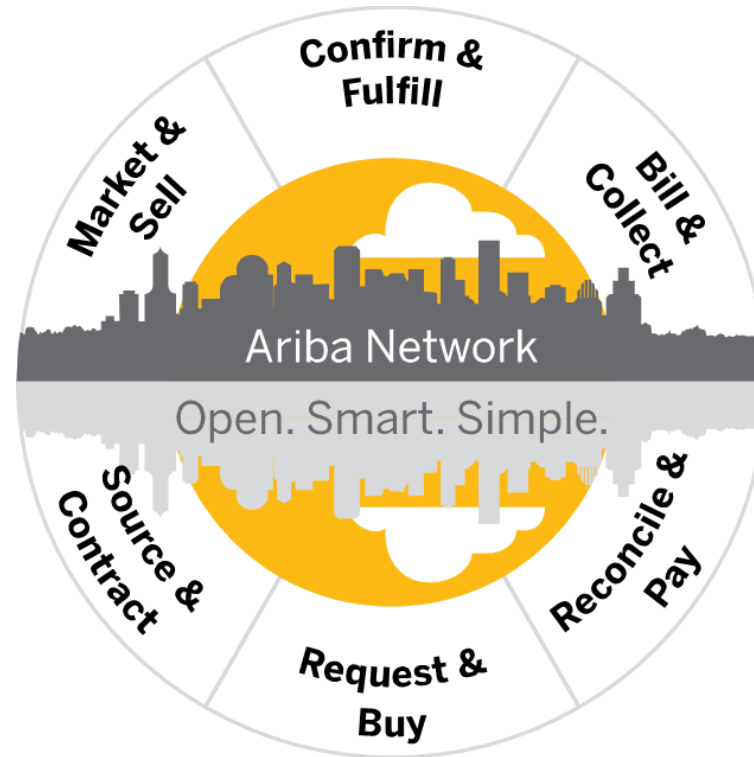 Confirm &
Fulfill
Market &
Sell
Bill &
Collect
Ariba Network
Open. Smart. Simple.
Source &
Contract
Reconcile &
Pay
Request &
Buy